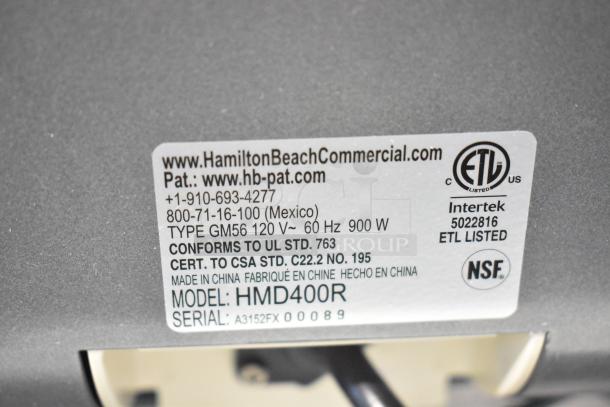 www.HamiltonBeachCommercial.com
Pat.: www.hb-pat.com
+1-910-693-4277
800-71-16-100 (Mexico)
TYPE GM56 120 V~ 60 Hz 900 W
CONFORMS TO UL STD. 763
CERT. TO CSA STD. C22.2 NO. 195
MADE IN CHINA FABRIQUÉ EN CHINE HECHO EN CHINA
MODEL: HMD400R
SERIAL: A3152FX 00089
ETL
LISTED
C US
Intertek
5022816
ETL LISTED
NSF.
GROUP